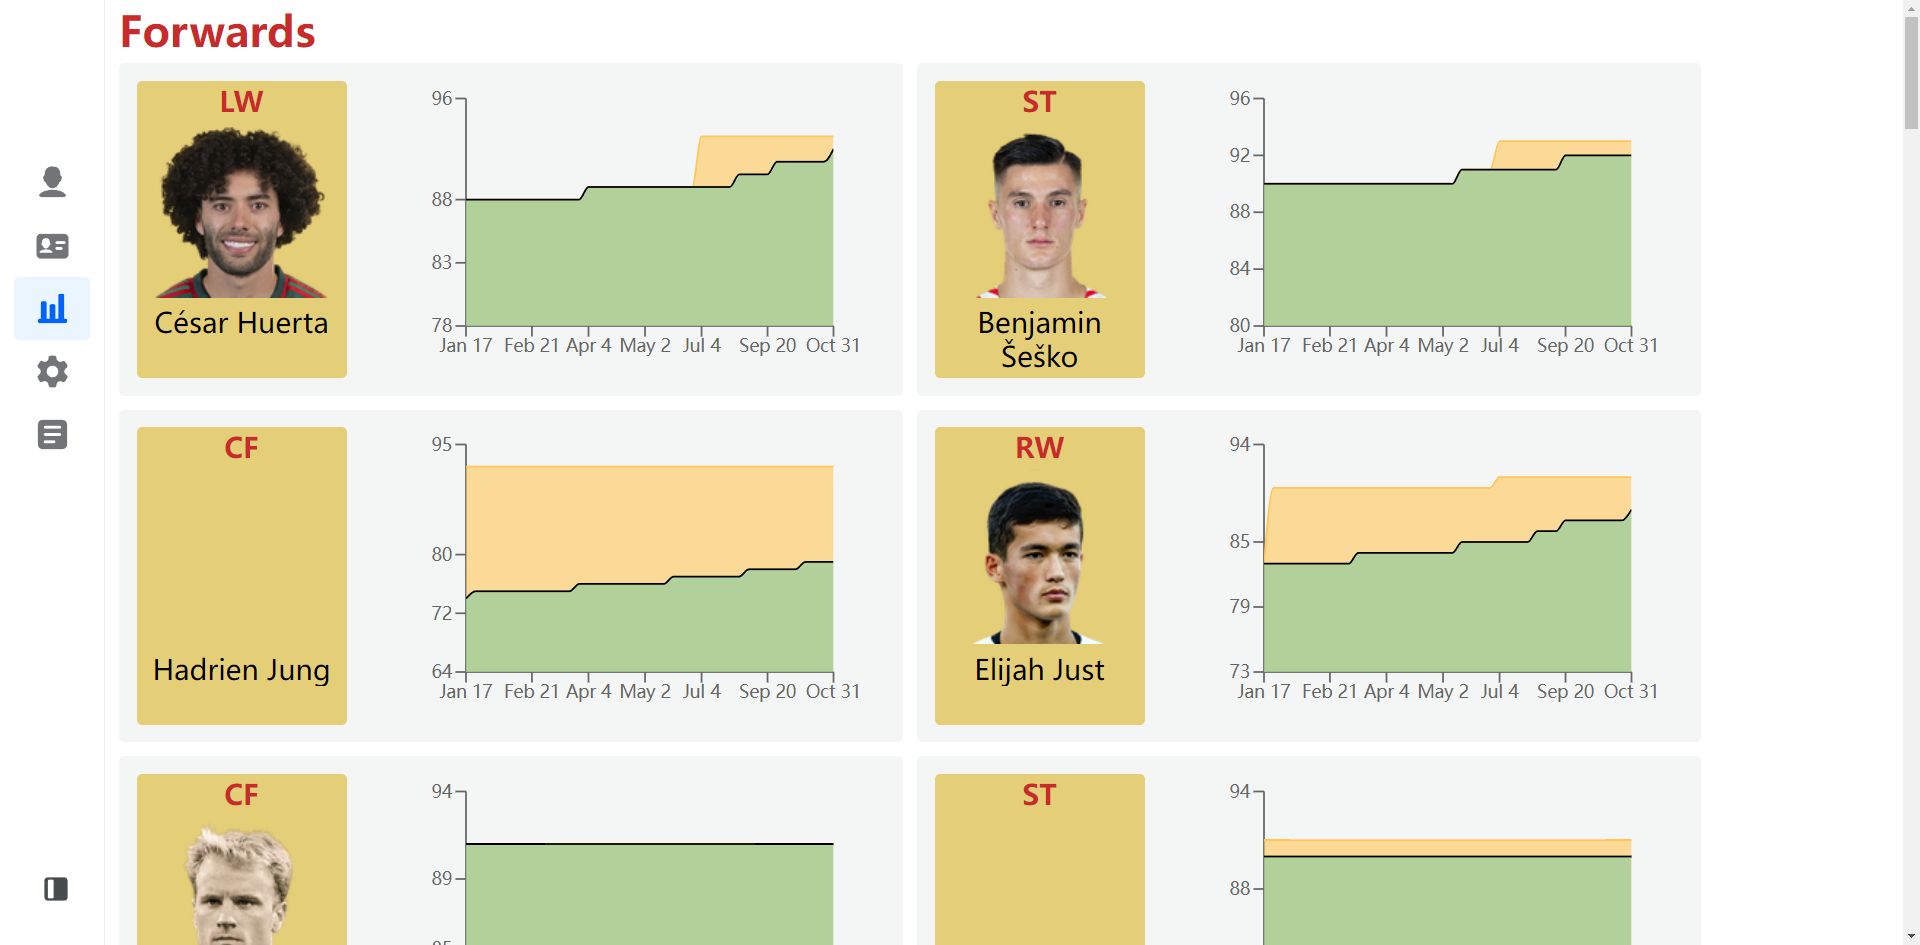 Forwards
LW
César Huerta
96
88
83
78
Jan 17 Feb 21 Apr 4 May 2 Jul 4 Sep 20 Oct 31
ST
Benjamin
Šeško
96
92
88
84
80
Jan 17 Feb 21 Apr 4 May 2 Jul 4 Sep 20 Oct 31
CF
Hadrien Jung
95
80
72
64
Jan 17 Feb 21 Apr 4 May 2 Jul 4 Sep 20 Oct 31
RW
Elijah Just
94
85
79
73
Jan 17 Feb 21 Apr 4 May 2 Jul 4 Sep 20 Oct 31
CF
94
89
ST
94
88